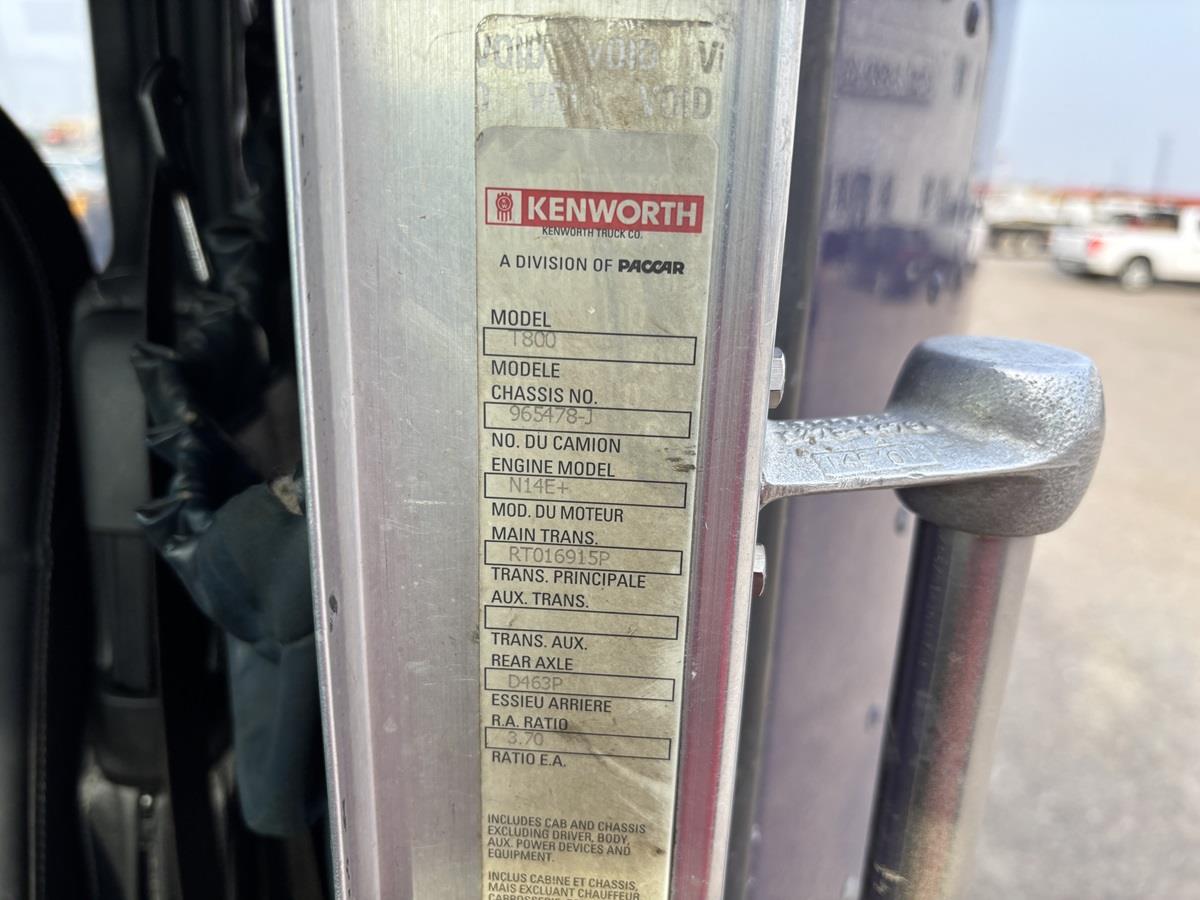 VOID VOID
VOID
KENWORTH
KENWORTH TRUCK CO.
A DIVISION OF PACCAR
MODEL
T800
MODELE
CHASSIS NO.
965478-J
NO. DU CAMION
ENGINE MODEL
N14E+
MOD. DU MOTEUR
MAIN TRANS.
RTO16915P
TRANS. PRINCIPALE
AUX. TRANS.
TRANS. AUX.
REAR AXLE
D463P
ESSIEU ARRIERE
R.A. RATIO
3.70
RATIO E.A.
INCLUDES CAB AND CHASSIS
EXCLUDING DRIVER, BODY,
AUX. POWER DEVICES AND
EQUIPMENT.
INCLUS CABINE ET CHASSIS,
MAIS EXCLUANT CHAUFFEUR